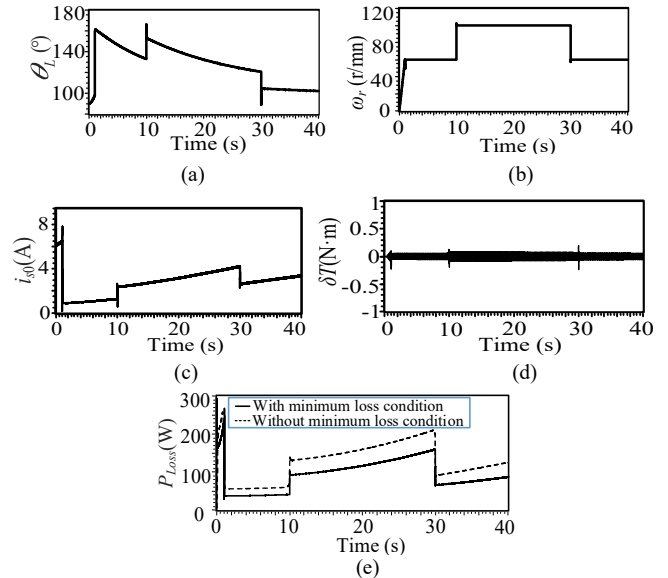 θL(°)
180
140
100
0 10 20 30 40
Time (s)
(a)
ωr (r/mn)
120
80
40
0
0 10 20 30 40
Time (s)
(b)
is0(A)
8
4
0
0 10 20 30 40
Time (s)
(c)
δT(N·m)
1
0.5
0
-0.5
-1
0 10 20 30 40
Time (s)
(d)
PLoss(W)
300
200
100
0 10 20 30 40
With minimum loss condition
Without minimum loss condition
Time (s)
(e)